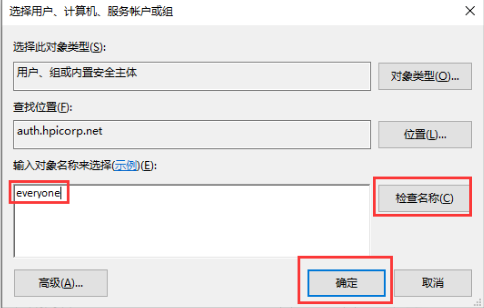 选择用户、计算机、服务帐户或组
选择此对象类型(S):
用户、组或内置安全主体
对象类型(O)...
查找位置(F):
auth.hpicorp.net
位置(L)...
输入对象名称来选择(示例)(E):
everyone
检查名称(C)
高级(A)...
确定
取消